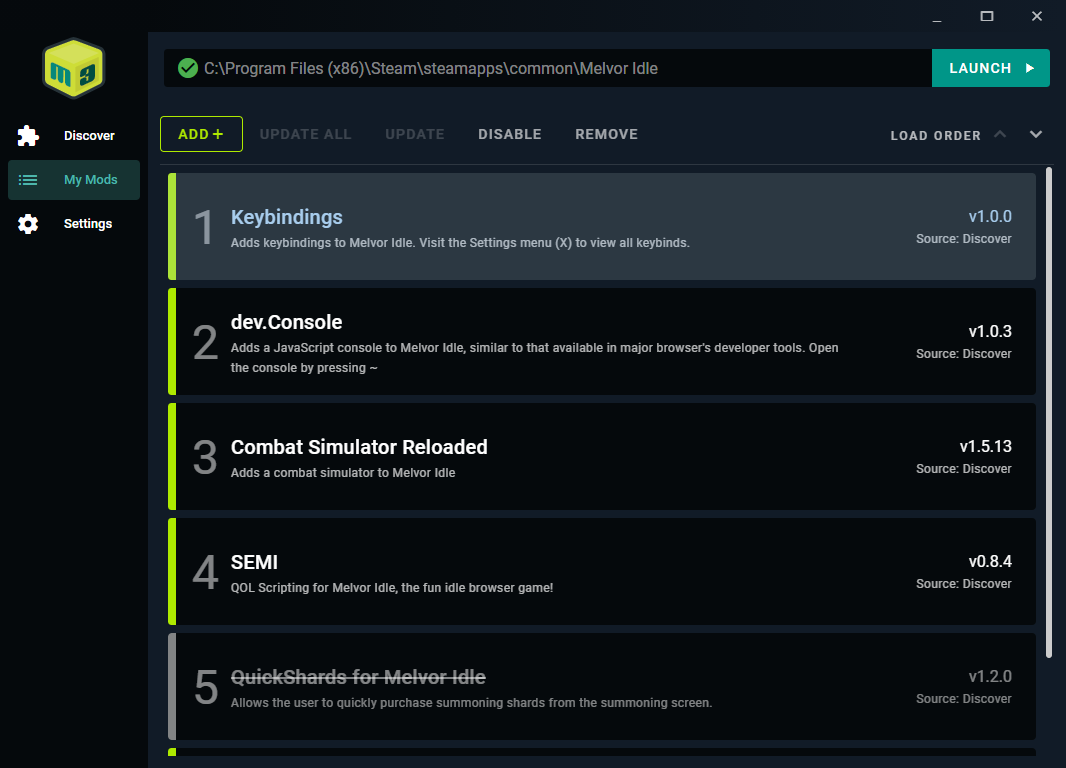 C:\Program Files (x86)\Steam\steamapps\common\Melvor Idle
LAUNCH
ma
Discover
My Mods
Settings
ADD+
UPDATE ALL
UPDATE
DISABLE
REMOVE
LOAD ORDER
1
Keybindings
Adds keybindings to Melvor Idle. Visit the Settings menu (X) to view all keybinds.
v1.0.0
Source: Discover
2
dev.Console
Adds a JavaScript console to Melvor Idle, similar to that available in major browser's developer tools. Open
the console by pressing ~
v1.0.3
Source: Discover
3
Combat Simulator Reloaded
Adds a combat simulator to Melvor Idle
v1.5.13
Source: Discover
4
SEMI
QOL Scripting for Melvor Idle, the fun idle browser game!
v0.8.4
Source: Discover
5
QuickShards for Melvor Idle
Allows the user to quickly purchase summoning shards from the summoning screen.
v1.2.0
Source: Discover